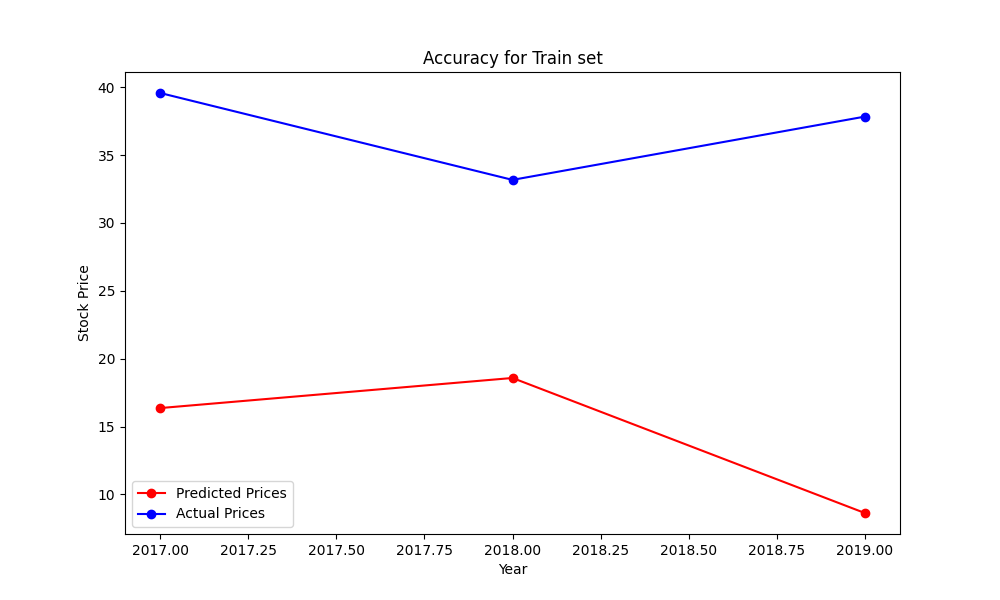 Accuracy for Train set
40
35
30
25
20
15
10
Stock Price
Predicted Prices
Actual Prices
2017.00 2017.25 2017.50 2017.75 2018.00 2018.25 2018.50 2018.75 2019.00
Year